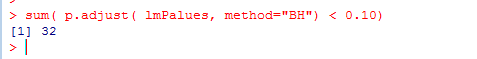 > sum( p.adjust( lmPalues, method="BH") < 0.10)
[1] 32
>